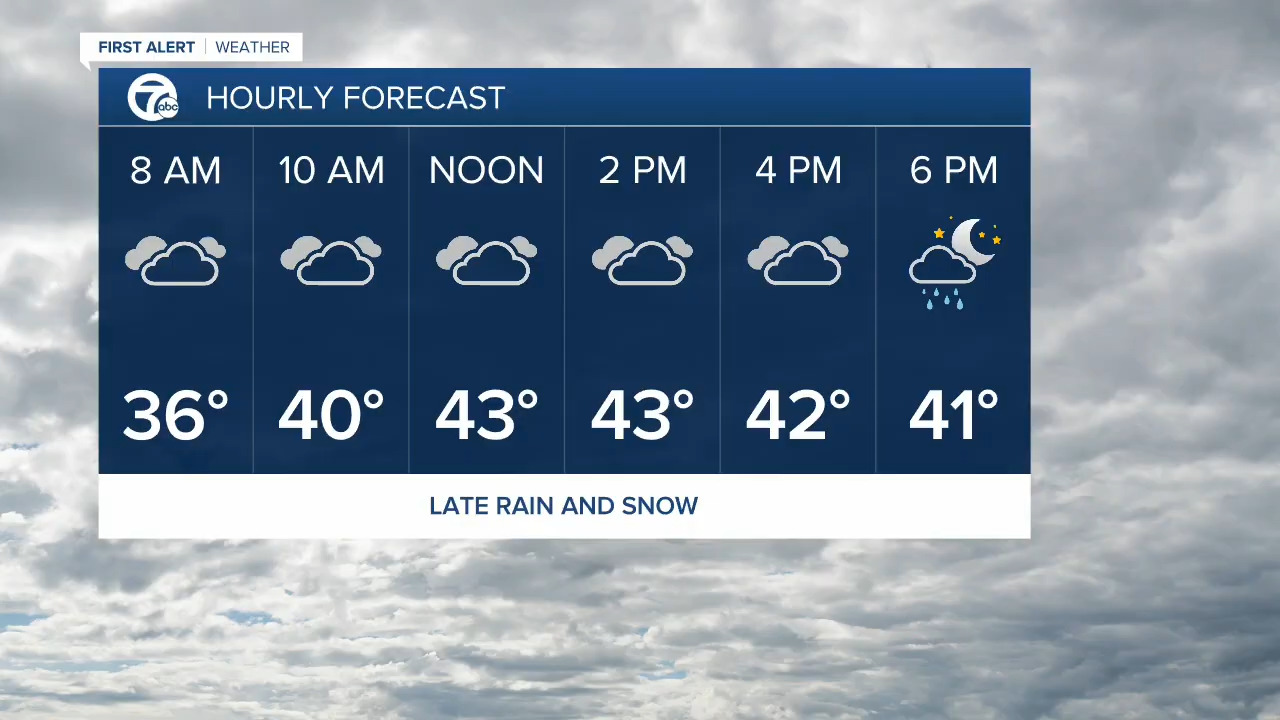 FIRST ALERT | WEATHER
7 abc HOURLY FORECAST
8 AM 10 AM NOON 2 PM 4 PM 6 PM
36° 40° 43° 43° 42° 41°
LATE RAIN AND SNOW